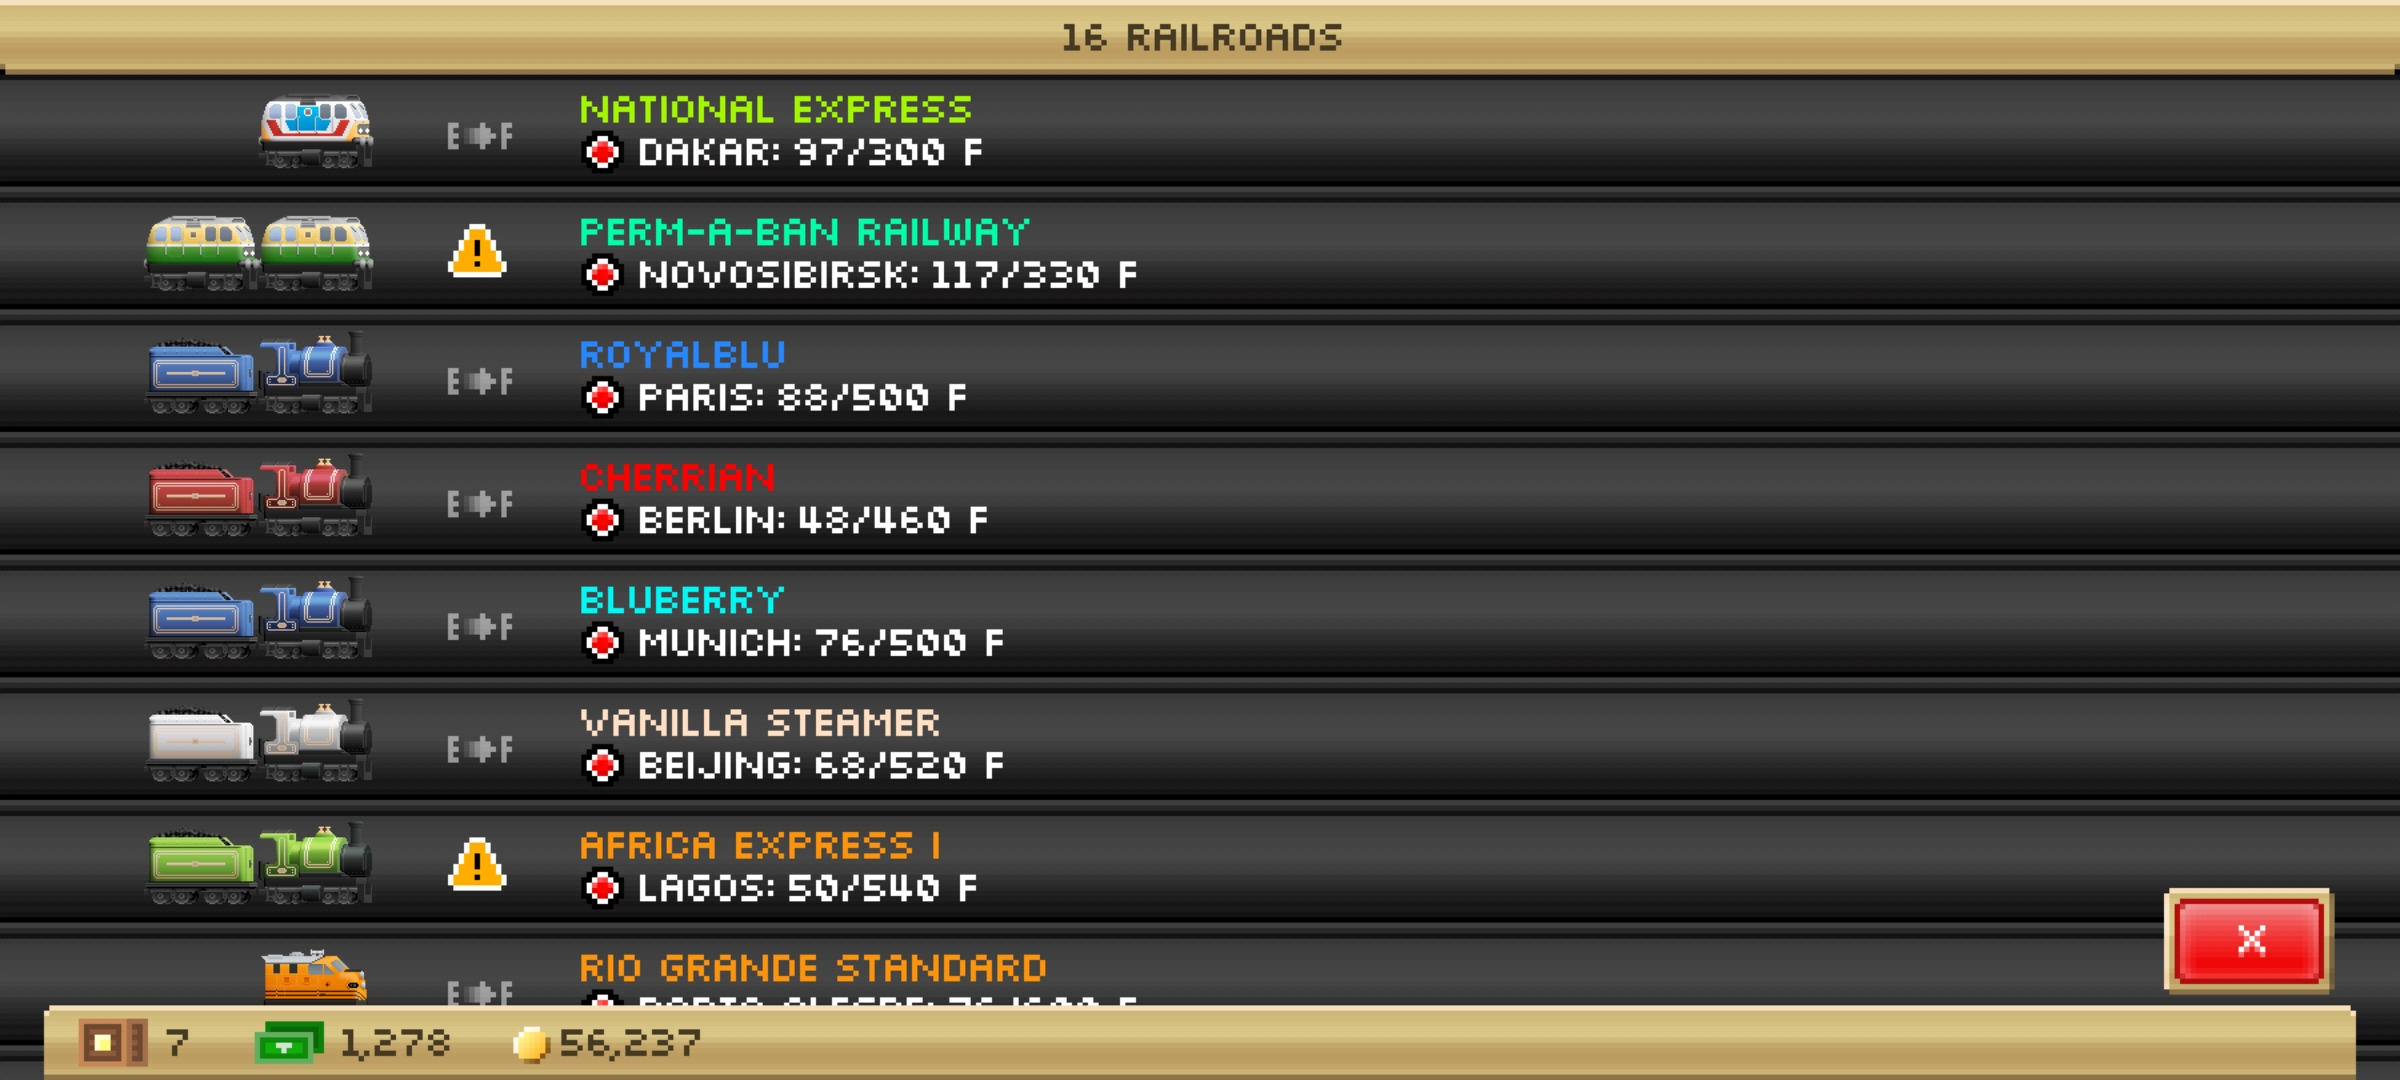 16 RAILROADS
E F
NATIONAL EXPRESS
DAKAR: 97/300 F
PERM-A-BAN RAILWAY
NOVOSIBIRSK: 117/330 F
E F
ROYALBLU
PARIS: 88/500 F
E F
CHERRIAN
BERLIN: 48/460 F
E F
BLUBERRY
MUNICH: 76/500 F
E F
VANILLA STEAMER
BEIJING: 68/520 F
AFRICA EXPRESS I
LAGOS: 50/540 F
E F
RIO GRANDE STANDARD
X
7
1,278
56,237